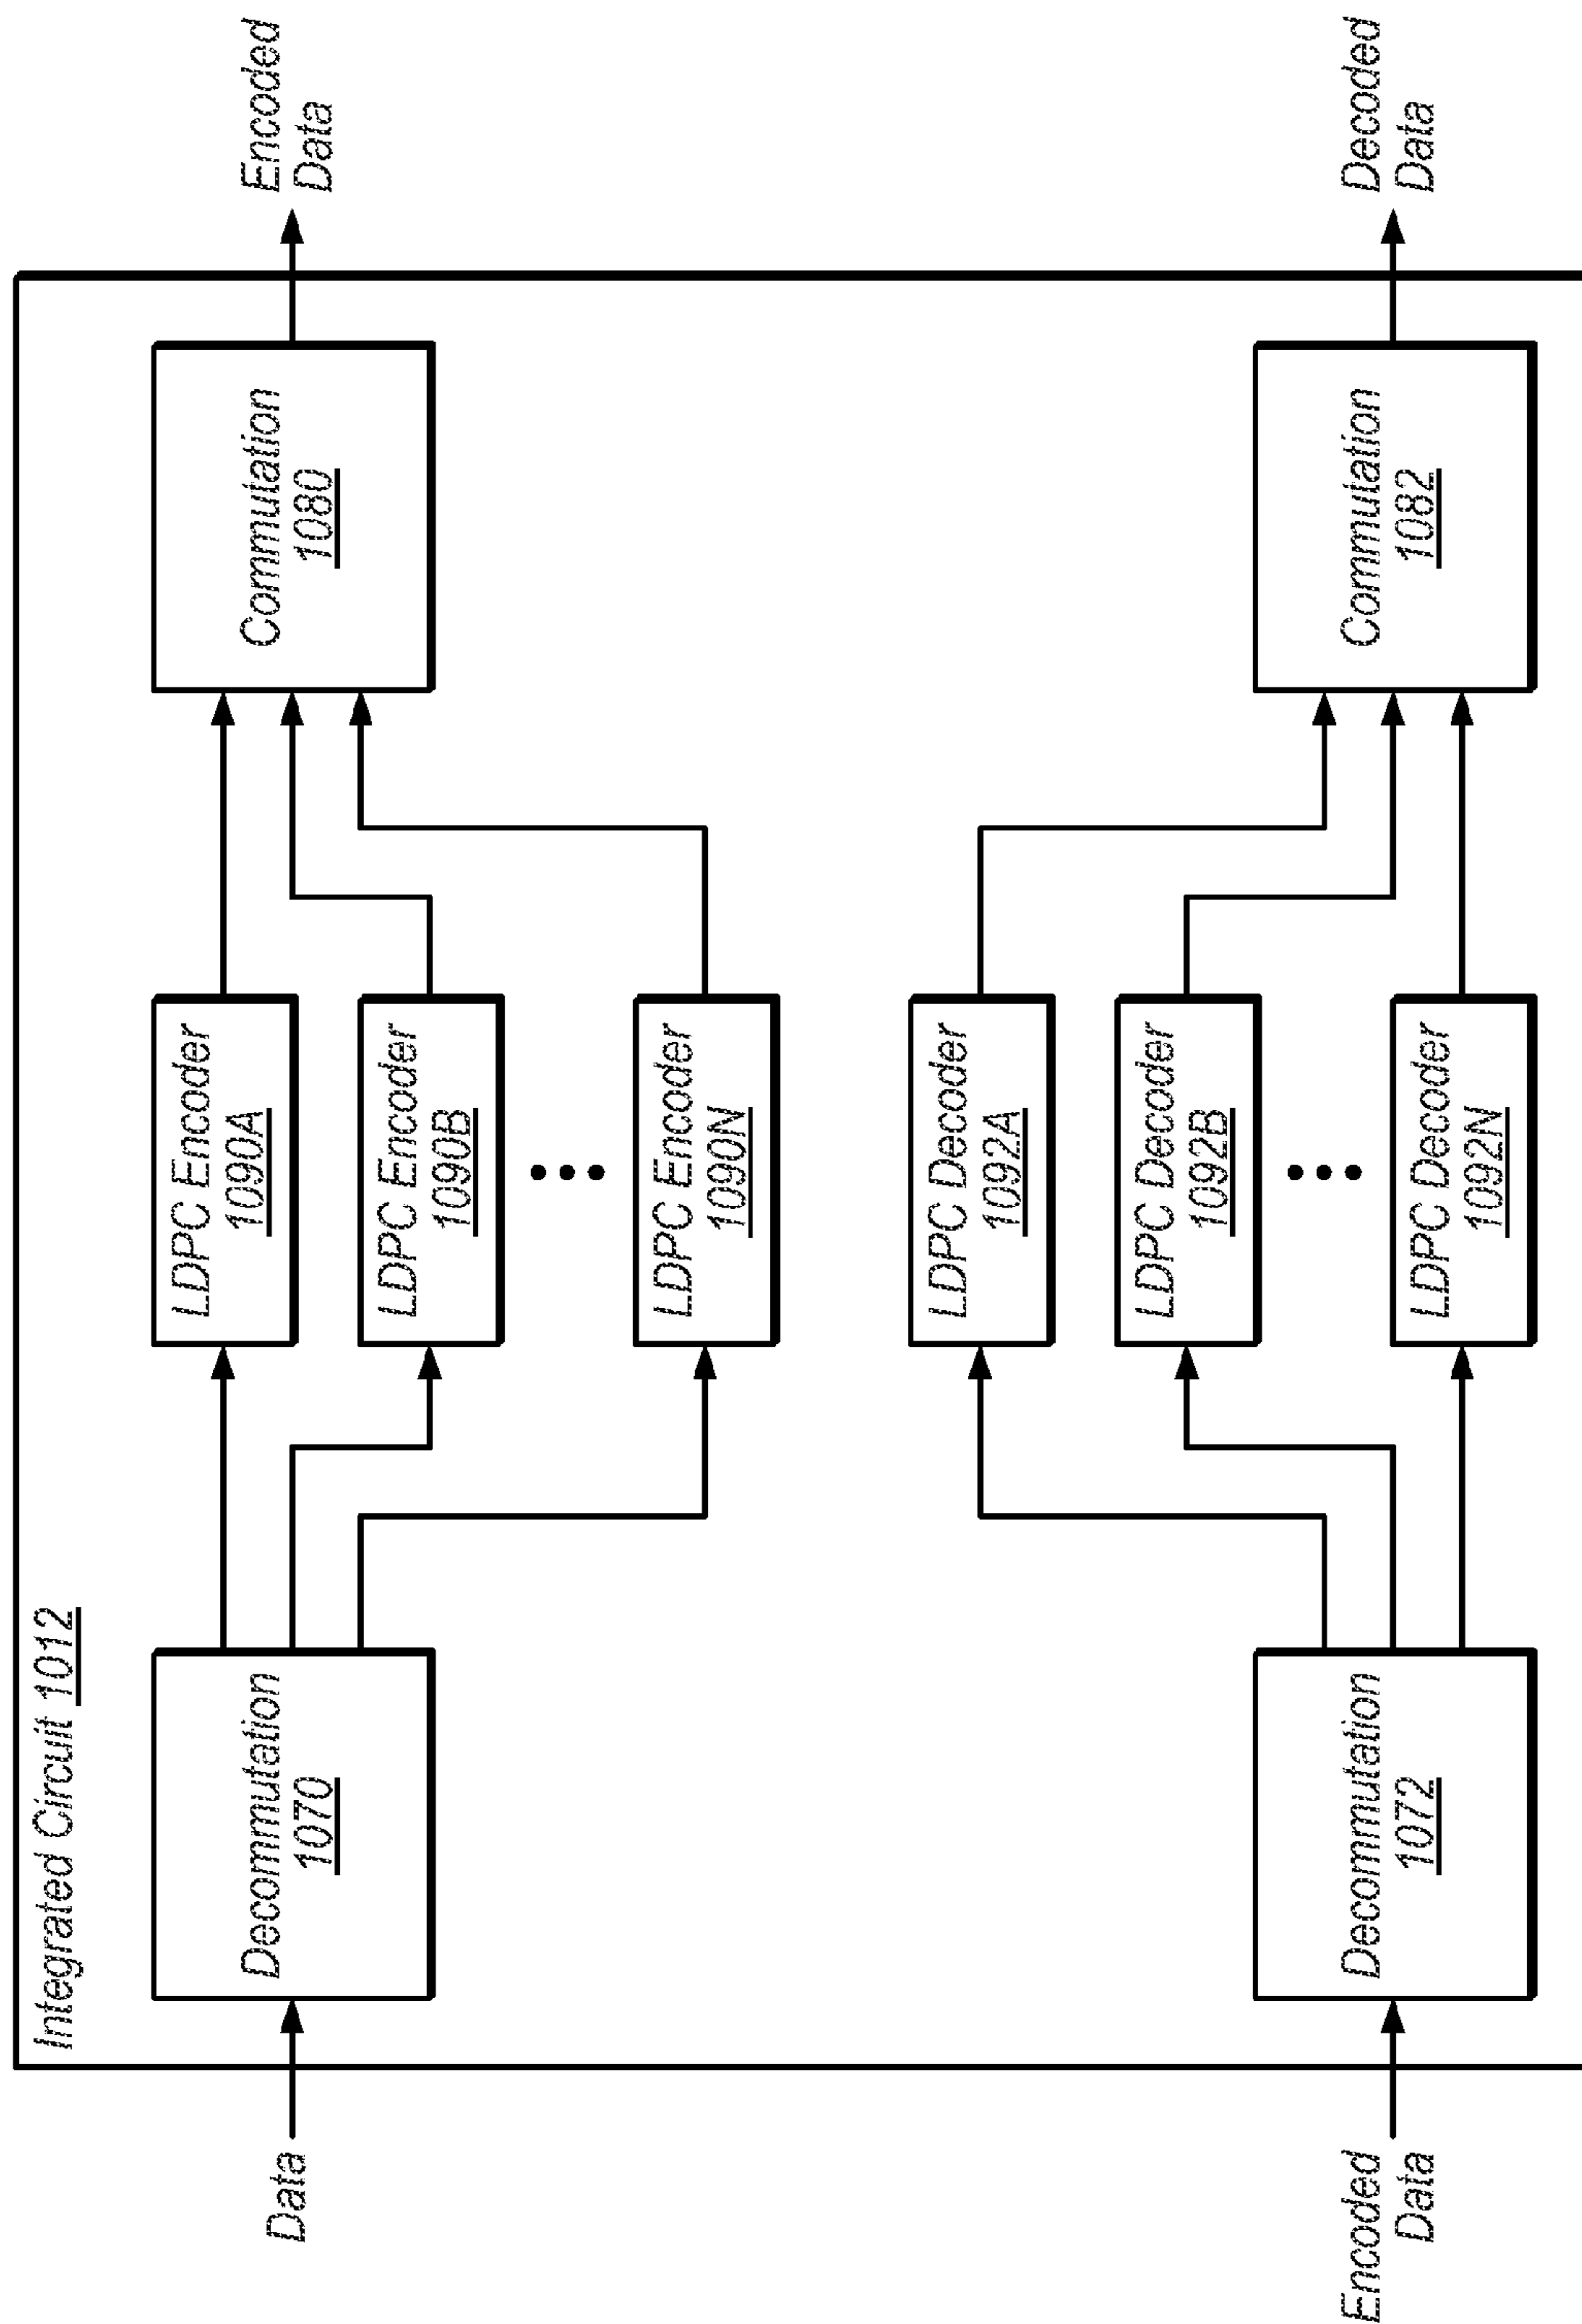 Integrated Circuit 1012
Data
Decommutation
1070
LDPC Encoder
1090A
LDPC Encoder
1090B
LDPC Encoder
1090N
Commutation
1080
Encoded
Data
Encoded
Data
Decommutation
1072
LDPC Decoder
1092A
LDPC Decoder
1092B
LDPC Decoder
1092N
Commutation
1082
Decoded
Data